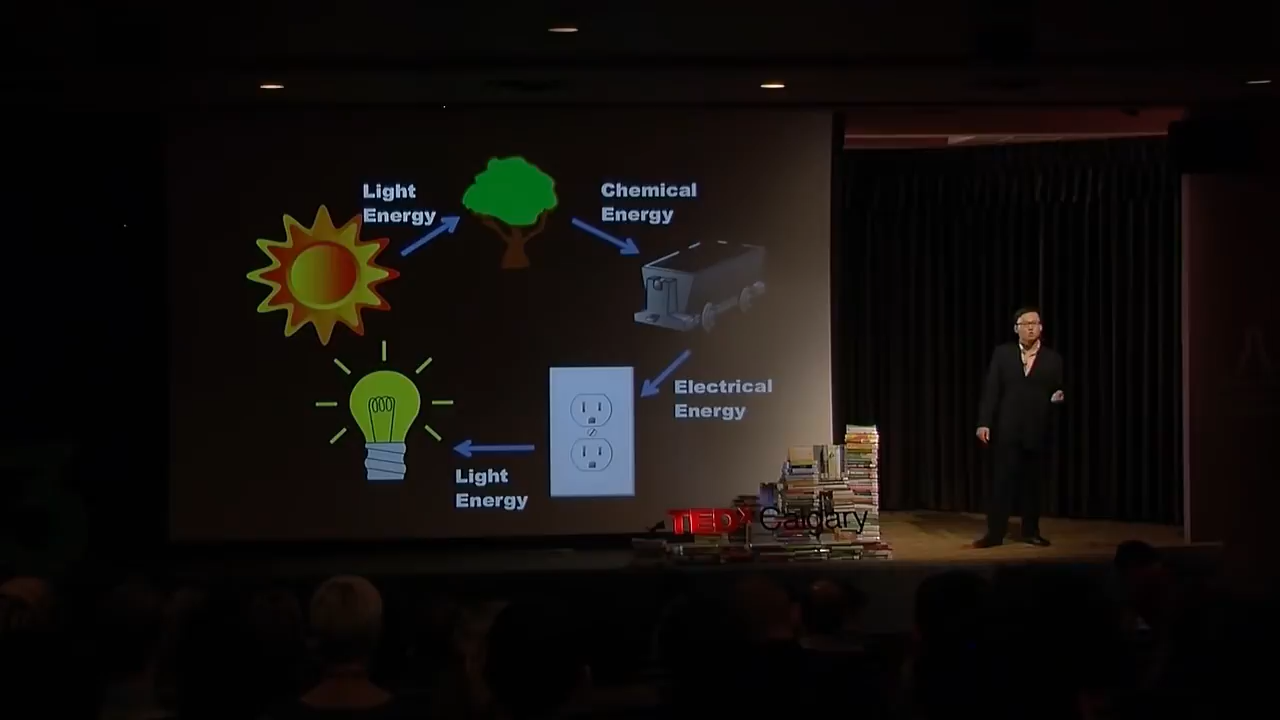 Light
Energy
Chemical
Energy
Electrical
Energy
Light
Energy
TEDx Calgary